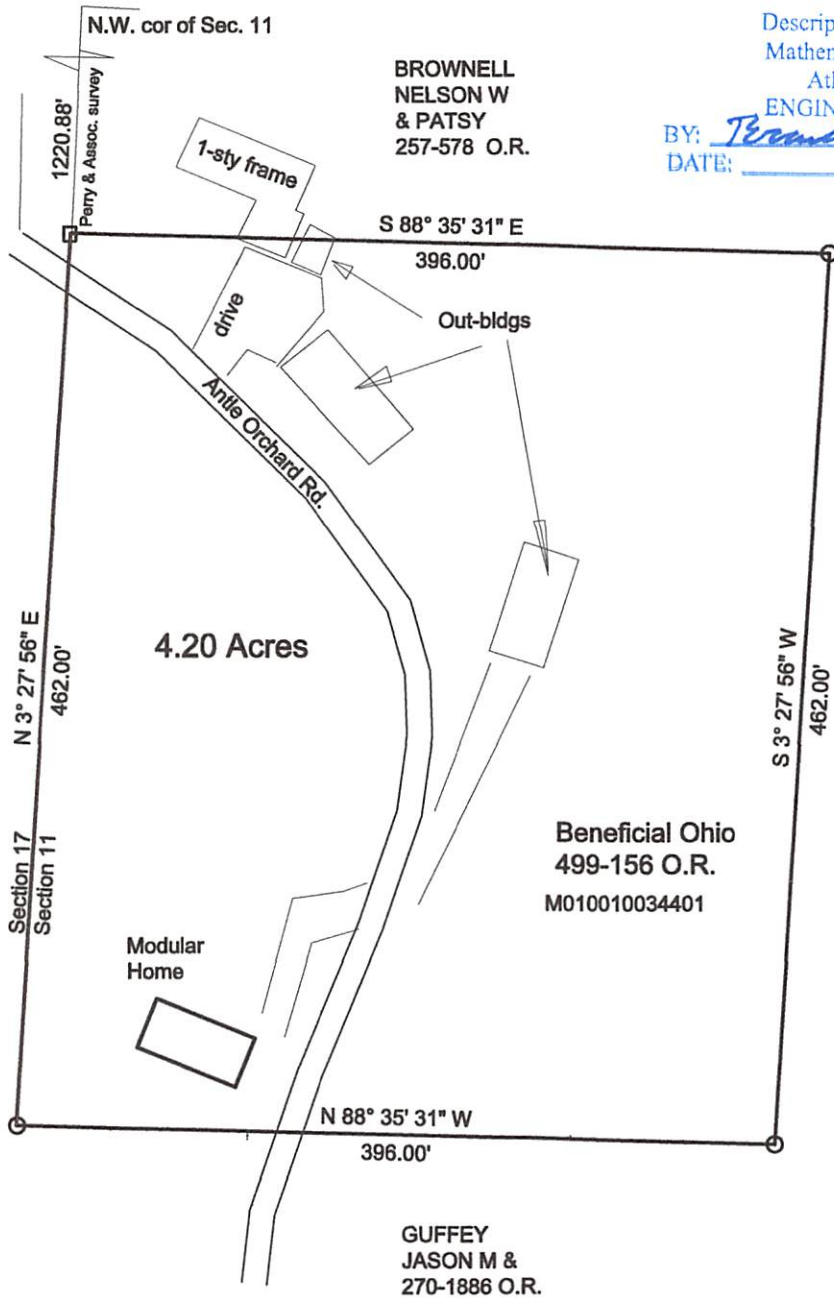 N.W. cor of Sec. 11
1220.88'
Perry & Assoc. survey
BROWNELL
NELSON W
& PATSY
257-578 O.R.
BY:
DATE:
1-sty frame
S 88° 35' 31" E
396.00'
drive
Out-bldgs
Antle Orchard Rd.
4.20 Acres
N 3° 27' 56" E
462.00'
S 3° 27' 56" W
462.00'
Section 17
Section 11
Beneficial Ohio
499-156 O.R.
M010010034401
Modular
Home
N 88° 35' 31" W
396.00'
GUFFEY
JASON M &
270-1886 O.R.